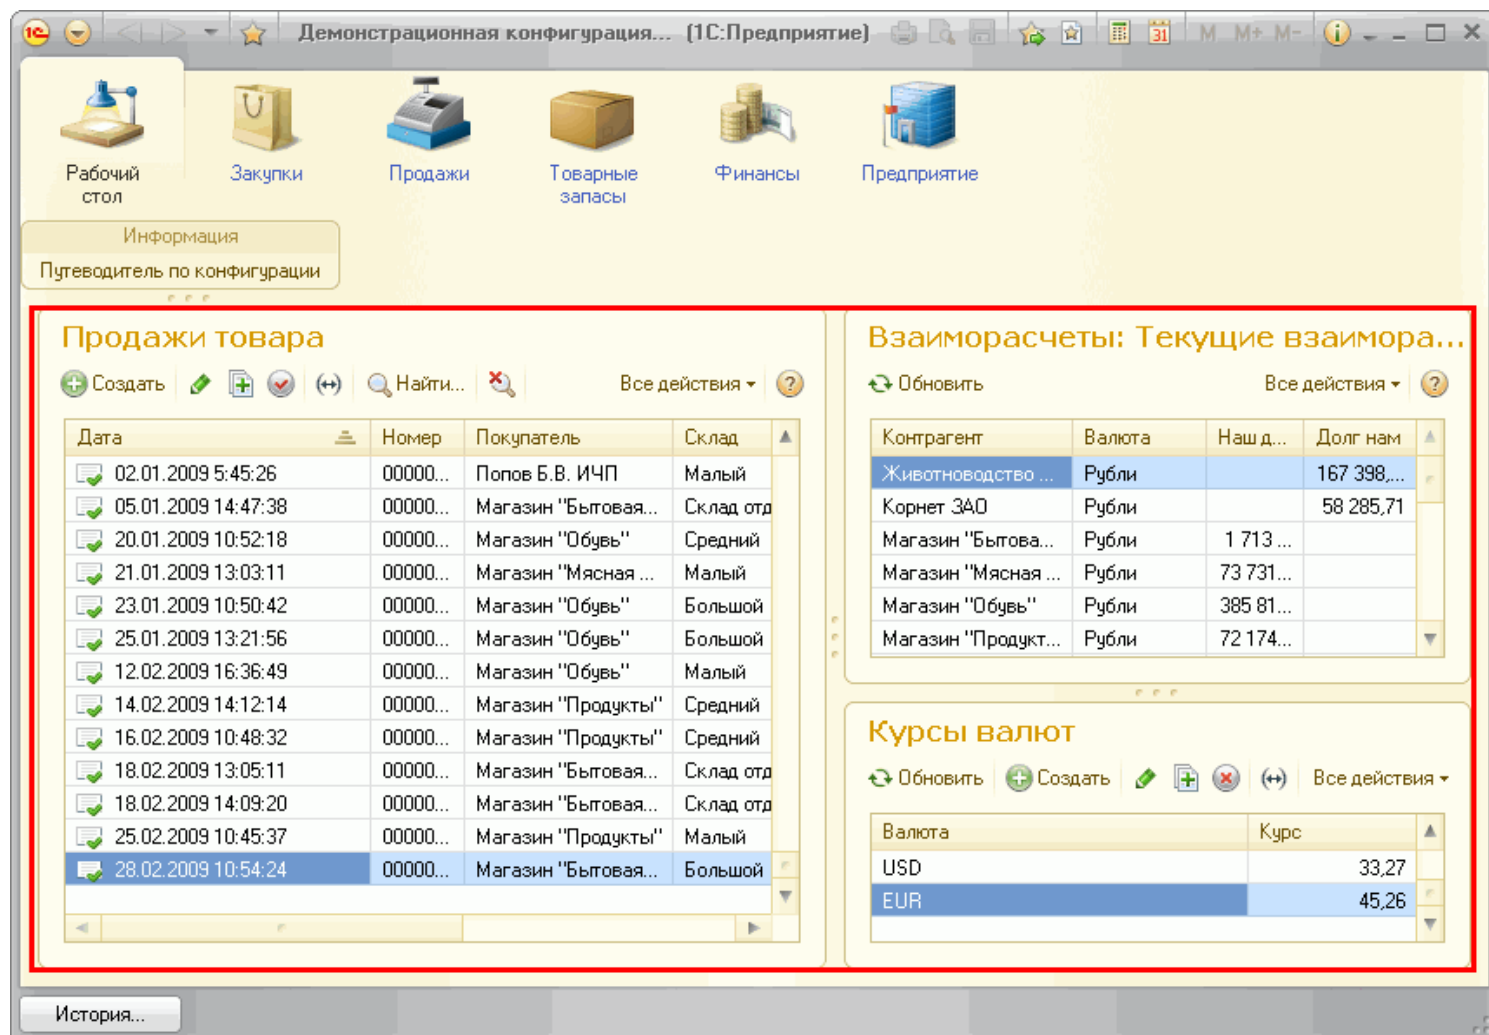 Демонстрационная конфигурация... (1С:Предприятие)
31 M M+ M-
Рабочий стол
Закупки
Продажи
Товарные запасы
Финансы
Предприятие
Информация
Путеводитель по конфигурации
Продажи товара
Создать Найти... Все действия
Дата Номер Покупатель Склад
02.01.2009 5:45:26 00000... Попов Б.В. ИЧП Малый
05.01.2009 14:47:38 00000... Магазин "Бытовая... Склад отд
20.01.2009 10:52:18 00000... Магазин "Обувь" Средний
21.01.2009 13:03:11 00000... Магазин "Мясная ... Малый
23.01.2009 10:50:42 00000... Магазин "Обувь" Большой
25.01.2009 13:21:56 00000... Магазин "Обувь" Большой
12.02.2009 16:36:49 00000... Магазин "Обувь" Малый
14.02.2009 14:12:14 00000... Магазин "Продукты" Средний
16.02.2009 10:48:32 00000... Магазин "Продукты" Средний
18.02.2009 13:05:11 00000... Магазин "Бытовая... Склад отд
18.02.2009 14:09:20 00000... Магазин "Бытовая... Склад отд
25.02.2009 10:45:37 00000... Магазин "Продукты" Малый
28.02.2009 10:54:24 00000... Магазин "Бытовая... Большой
Взаиморасчеты: Текущие взаимора...
Обновить Все действия
Контрагент Валюта Наш д... Долг нам
Животноводство ... Рубли 167 398,...
Корнет ЗАО Рубли 58 285,71
Магазин "Бытова... Рубли 1 713 ...
Магазин "Мясная ... Рубли 73 731...
Магазин "Обувь" Рубли 385 81...
Магазин "Продукт... Рубли 72 174...
Курсы валют
Обновить Создать Все действия
Валюта Курс
USD 33,27
EUR 45,26
История...